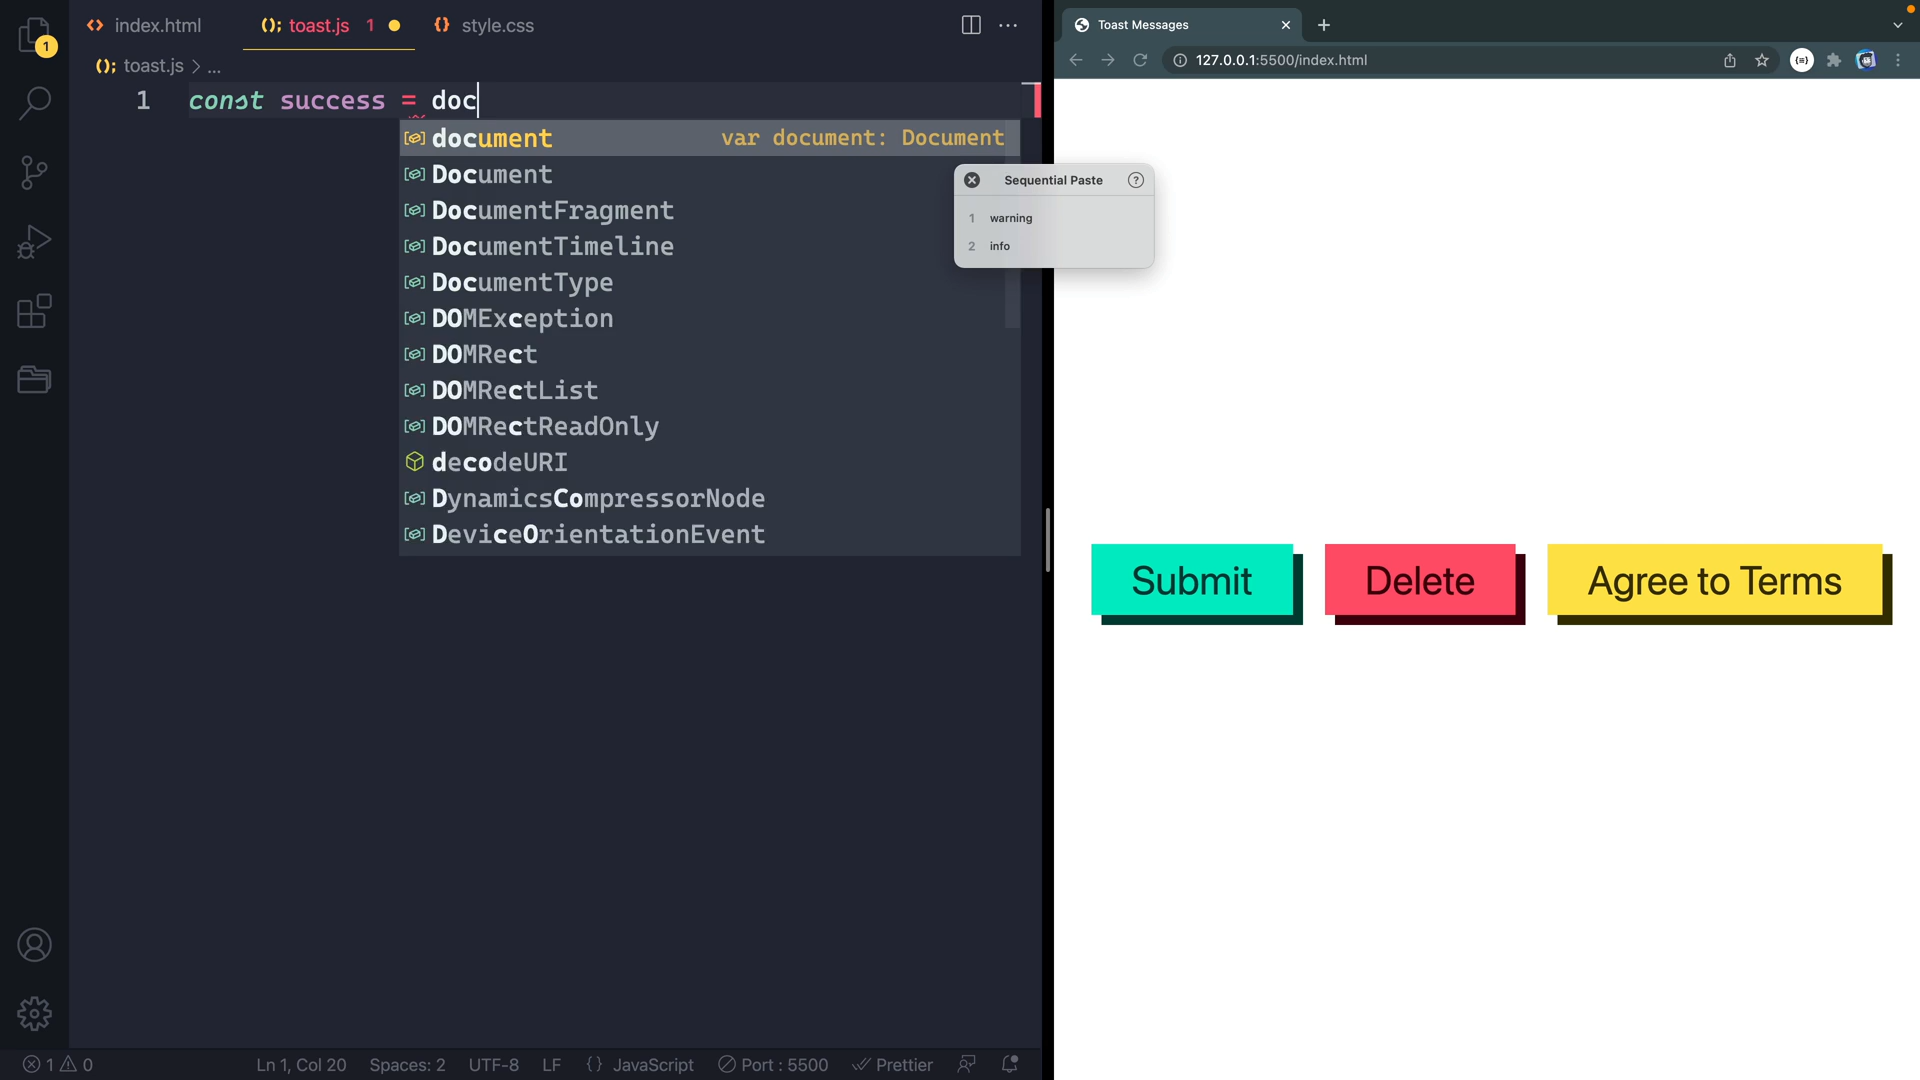 1
index.html
(); toast.js 1
{} style.css
...
(); toast.js > ...
1
const success = doc
document var document: Document
Document
DocumentFragment
DocumentTimeline
DocumentType
DOMException
DOMRect
DOMRectList
DOMRectReadOnly
decodeURI
DynamicsCompressorNode
DeviceOrientationEvent
Sequential Paste ?
1 warning
2 info
1 0
Ln 1, Col 20
Spaces: 2
UTF-8
LF
{} JavaScript
Port : 5500
Prettier
Toast Messages
127.0.0.1:5500/index.html
Submit
Delete
Agree to Terms